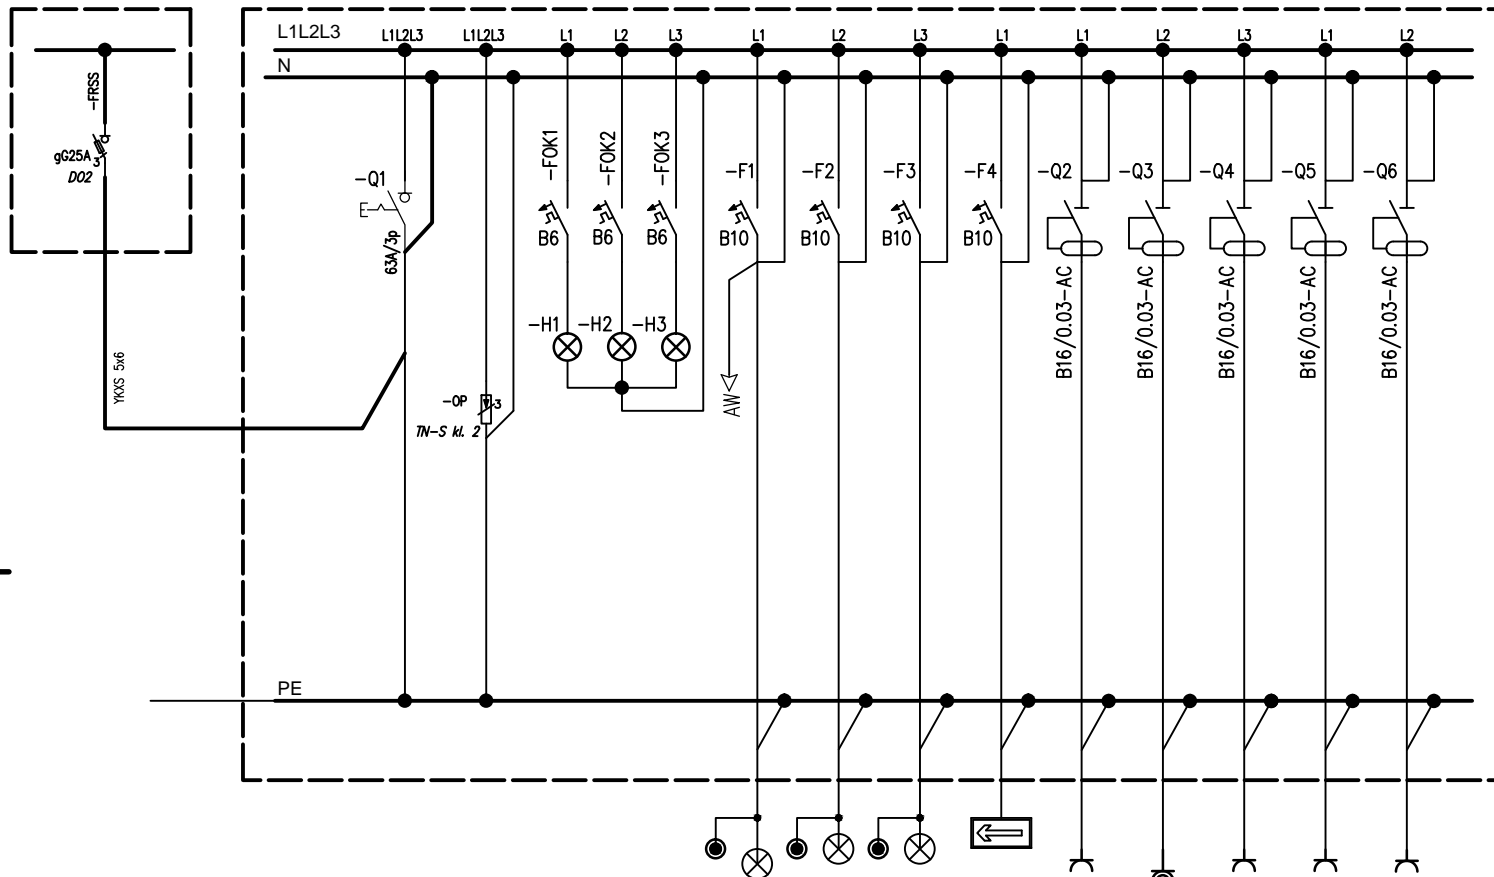 L1L2L3
L1L2L3
L1L2L3
L1
L2
L3
L1
L2
L3
L1
L1
L2
L3
L1
L2
N
-FRSS
gG25A
3
D02
YKXS 5x6
-Q1
63A/3p
-OP
3
TN-S kl. 2
-FOK1
-FOK2
-FOK3
B6
B6
B6
-H1
-H2
-H3
-F1
-F2
-F3
-F4
B10
B10
B10
B10
AW
-Q2
-Q3
-Q4
-Q5
-Q6
B16/0.03-AC
B16/0.03-AC
B16/0.03-AC
B16/0.03-AC
B16/0.03-AC
PE